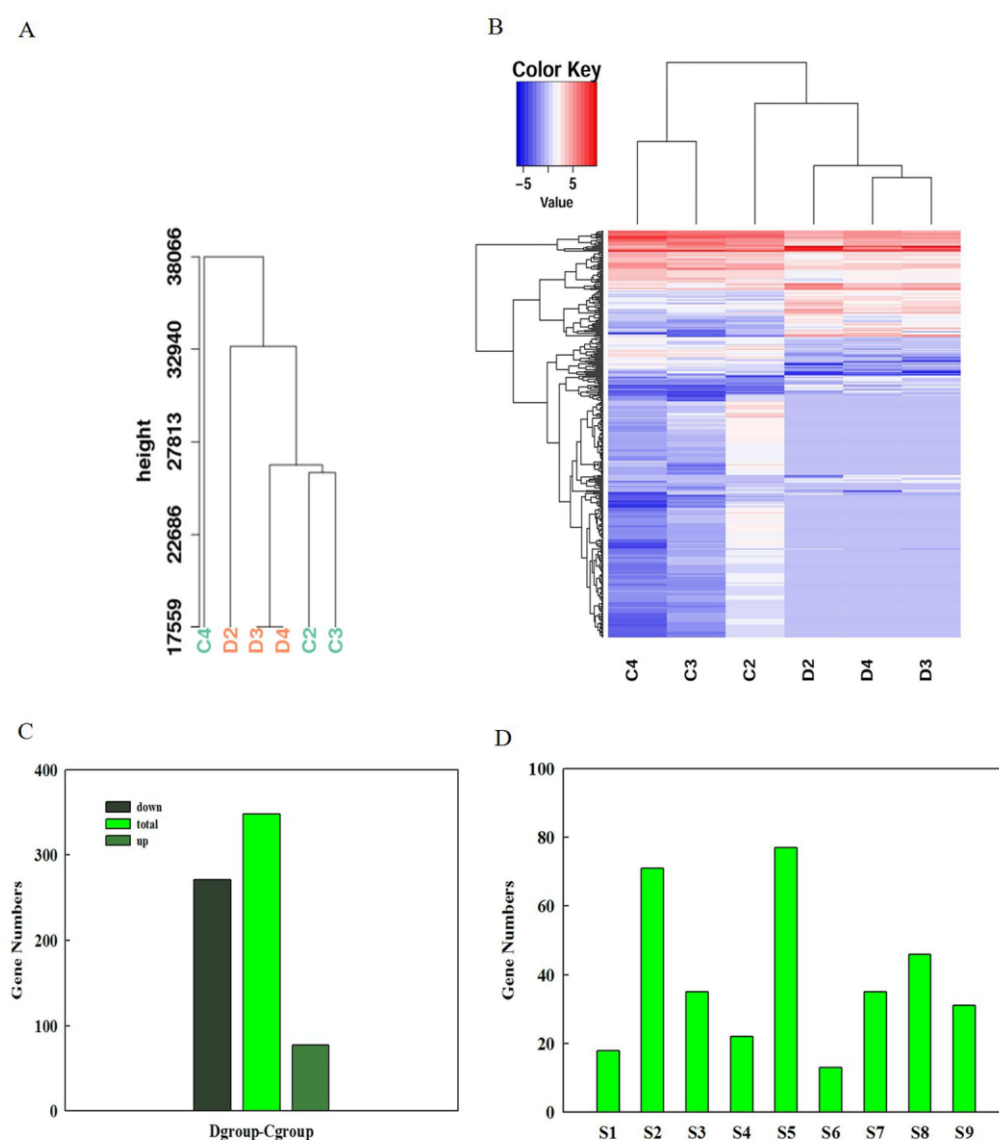 A
B
Color Key
-5 5
Value
height
38066
32940
27813
22686
17559
C4 D2 D3 D4 C2 C3
C4 C3 C2 D2 D4 D3
C
D
400
300
200
100
0
Gene Numbers
down
total
up
Dgroup-Cgroup
100
80
60
40
20
0
Gene Numbers
S1 S2 S3 S4 S5 S6 S7 S8 S9